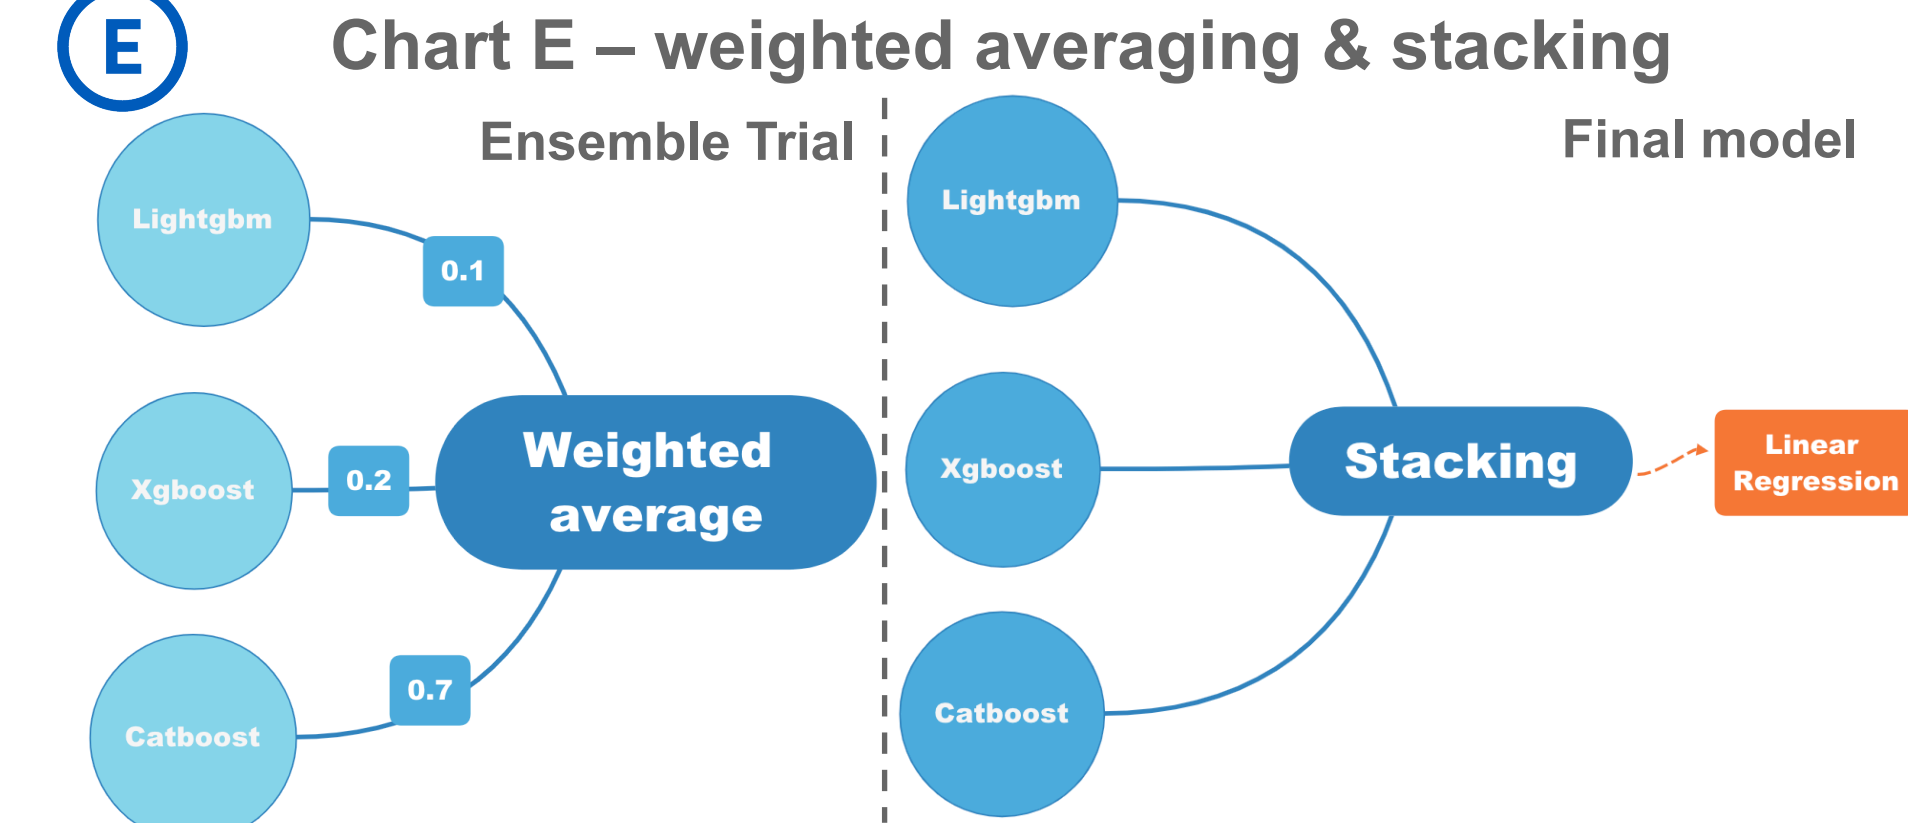 E
Chart E – weighted averaging & stacking
Ensemble Trial
Lightgbm
0.1
Xgboost
0.2
Catboost
0.7
Weighted
average
Final model
Lightgbm
Xgboost
Catboost
Stacking
Linear
Regression